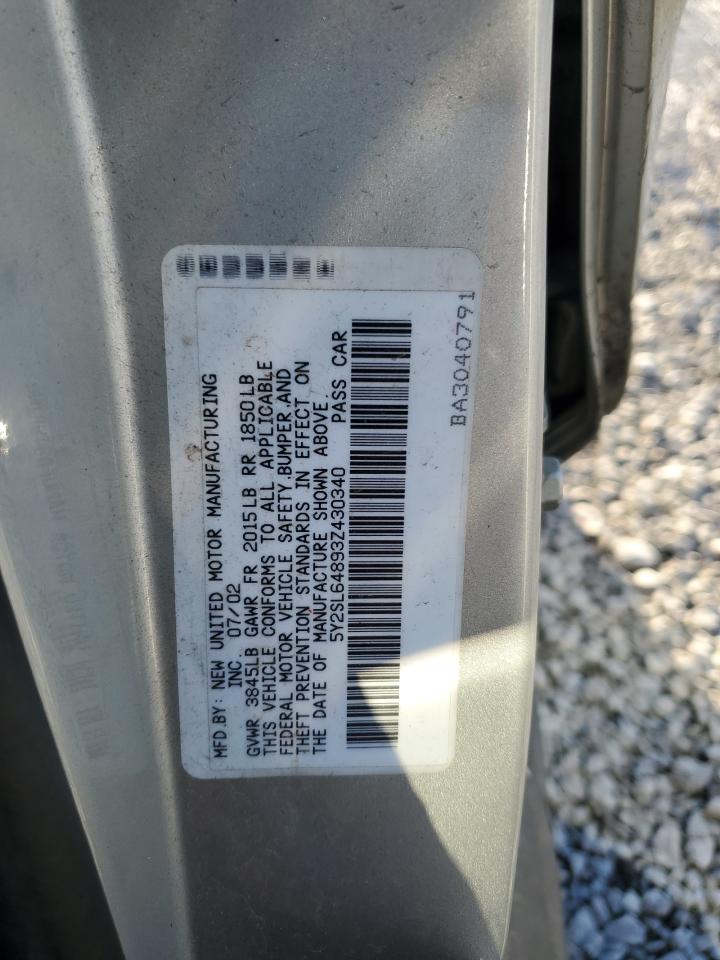 MFD.BY: NEW UNITED MOTOR MANUFACTURING
INC. 07/02
GVWR 3845LB GAWR FR 2015LB RR 1850LB
THIS VEHICLE CONFORMS TO ALL APPLICABLE
FEDERAL MOTOR VEHICLE SAFETY,BUMPER,AND
THEFT PREVENTION STANDARDS IN EFFECT ON
THE DATE OF MANUFACTURE SHOWN ABOVE.
5Y2SL64893Z430340 PASS CAR
BA3040791